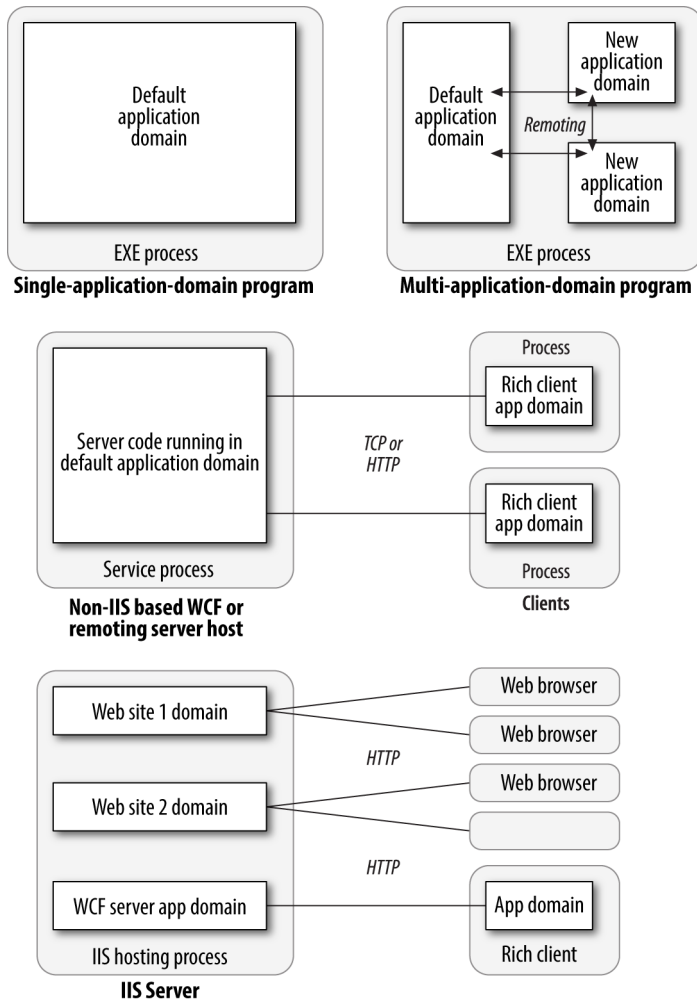 Default
application
domain
EXE process
Single-application-domain program
Default
application
domain
Remoting
New
application
domain
New
application
domain
EXE process
Multi-application-domain program
Server code running in
default application domain
Service process
Non-IIS based WCF or
remoting server host
TCP or
HTTP
Process
Rich client
app domain
Rich client
app domain
Process
Clients
Web site 1 domain
Web site 2 domain
WCF server app domain
IIS hosting process
IIS Server
HTTP
HTTP
Web browser
Web browser
Web browser
App domain
Rich client